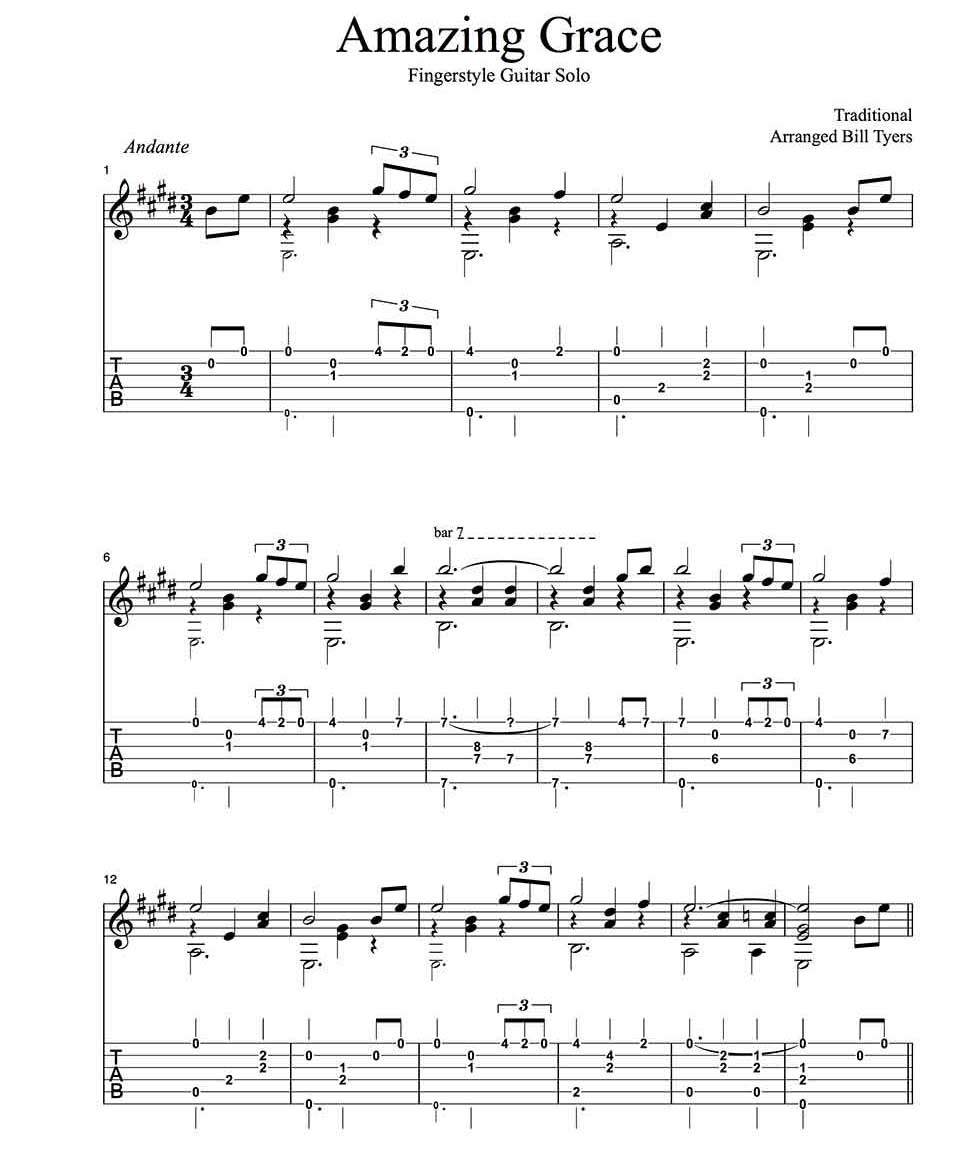 Amazing Grace
Fingerstyle Guitar Solo
Traditional
Arranged Bill Tyers
Andante
1
3
3 4
3
0 0 0 4 2 0 4 2 0 0
0 0 0 2 0 0
T 3 1 1 2 1
A 4 2 2
B 0
0 0 0
6
bar 7
3 3
3 3
0 4 2 0 4 7 7 ? 7 4 7 7 4 2 0 4 7
T 0 0 0 0
1 1 8 8
A 7 7 7 6 6
B
0 0 7 0 0
12
3
3
0 0 0 4 2 0 4 2 0 0 0
T 2 0 0 0 4 2 1 0
2 1 1 2 2 2 1
A 2 2 2
B 0 2 0 0
0 0 0